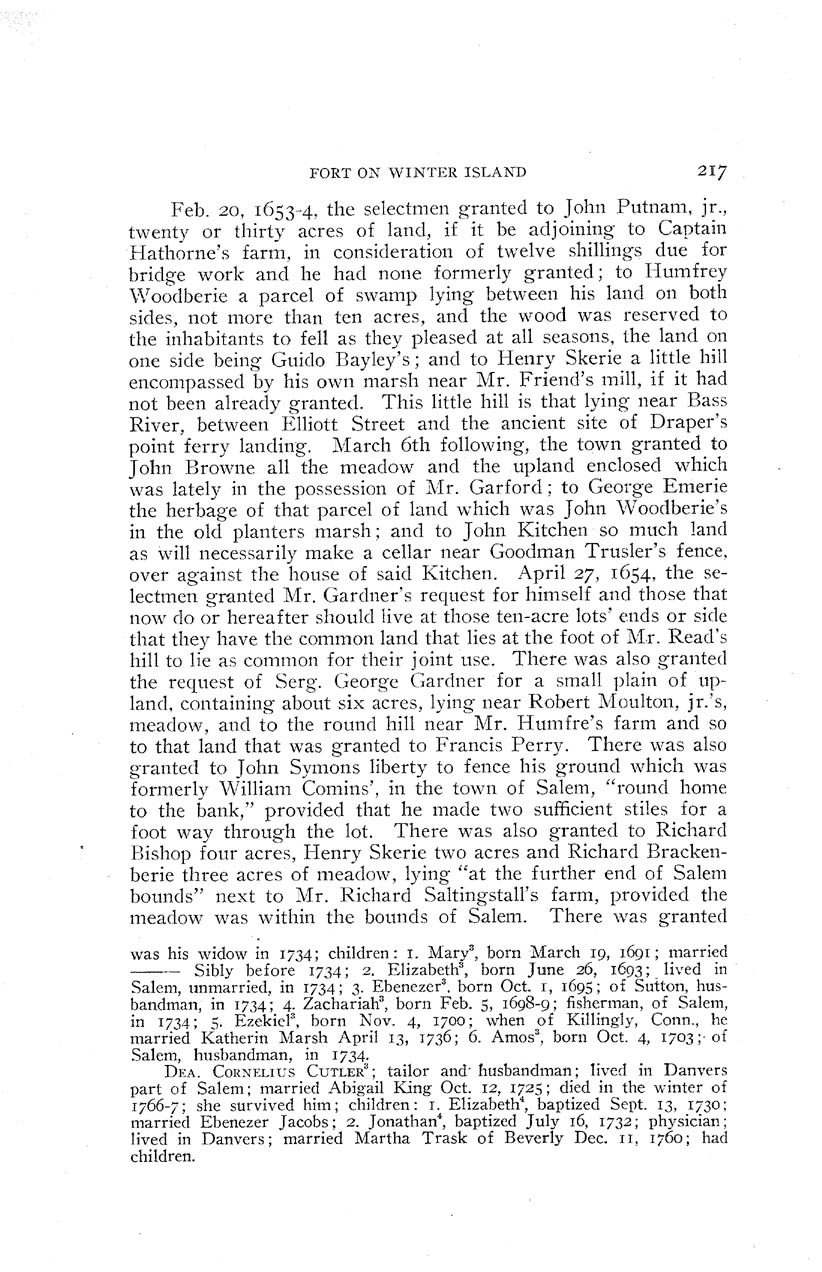 FORT ON WINTER ISLAND 217
Feb. 20, 1653-4, the selectmen granted to John Putnam, jr.,
twenty or thirty acres of land, if it be adjoining to Captain
Hathorne's farm, in consideration of twelve shillings due for
bridge work and he had none formerly granted; to Humfrey
Woodberie a parcel of swamp lying between his land on both
sides, not more than ten acres, and the wood was reserved to
the inhabitants to fell as they pleased at all seasons, the land on
one side being Guido Bayley's; and to Henry Skerie a little hill
encompassed by his own marsh near Mr. Friend's mill, if it had
not been already granted. This little hill is that lying near Bass
River, between Elliott Street and the ancient site of Draper's
point ferry landing. March 6th following, the town granted to
John Browne all the meadow and the upland enclosed which
was lately in the possession of Mr. Garford; to George Emerie
the herbage of that parcel of land which was John Woodberie's
in the old planters marsh; and to John Kitchen so much land
as will necessarily make a cellar near Goodman Trusler's fence,
over against the house of said Kitchen. April 27, 1654, the se-
lectmen granted Mr. Gardner's request for himself and those that
now do or hereafter should live at those ten-acre lots' ends or side
that they have the common land that lies at the foot of Mr. Read's
hill to lie as common for their joint use. There was also granted
the request of Serg. George Gardner for a small plain of up-
land, containing about six acres, lying near Robert Moulton, jr.'s,
meadow, and to the round hill near Mr. Humfre's farm and so
to that land that was granted to Francis Perry. There was also
granted to John Symons liberty to fence his ground which was
formerly William Comins', in the town of Salem, "round home
to the bank," provided that he made two sufficient stiles for a
foot way through the lot. There was also granted to Richard
Bishop four acres, Henry Skerie two acres and Richard Bracken-
berie three acres of meadow, lying "at the further end of Salem
bounds" next to Mr. Richard Saltingstall's farm, provided the
meadow was within the bounds of Salem. There was granted
was his widow in 1734; children: 1. Mary³, born March 19, 1691; married
——— Sibly before 1734; 2. Elizabeth³, born June 26, 1693; lived in
Salem, unmarried, in 1734; 3. Ebenezer³, born Oct. 1, 1695; of Sutton, hus-
bandman, in 1734; 4. Zachariah³, born Feb. 5, 1698-9; fisherman, of Salem,
in 1734; 5. Ezekiel³, born Nov. 4, 1700; when of Killingly, Conn., he
married Katherin Marsh April 13, 1736; 6. Amos³, born Oct. 4, 1703; of
Salem, husbandman, in 1734.
DEA. CORNELIUS CUTLER³; tailor and husbandman; lived in Danvers
part of Salem; married Abigail King Oct. 12, 1725; died in the winter of
1766-7; she survived him; children: 1. Elizabeth⁴, baptized Sept. 13, 1730;
married Ebenezer Jacobs; 2. Jonathan⁴, baptized July 16, 1732; physician;
lived in Danvers; married Martha Trask of Beverly Dec. 11, 1760; had
children.